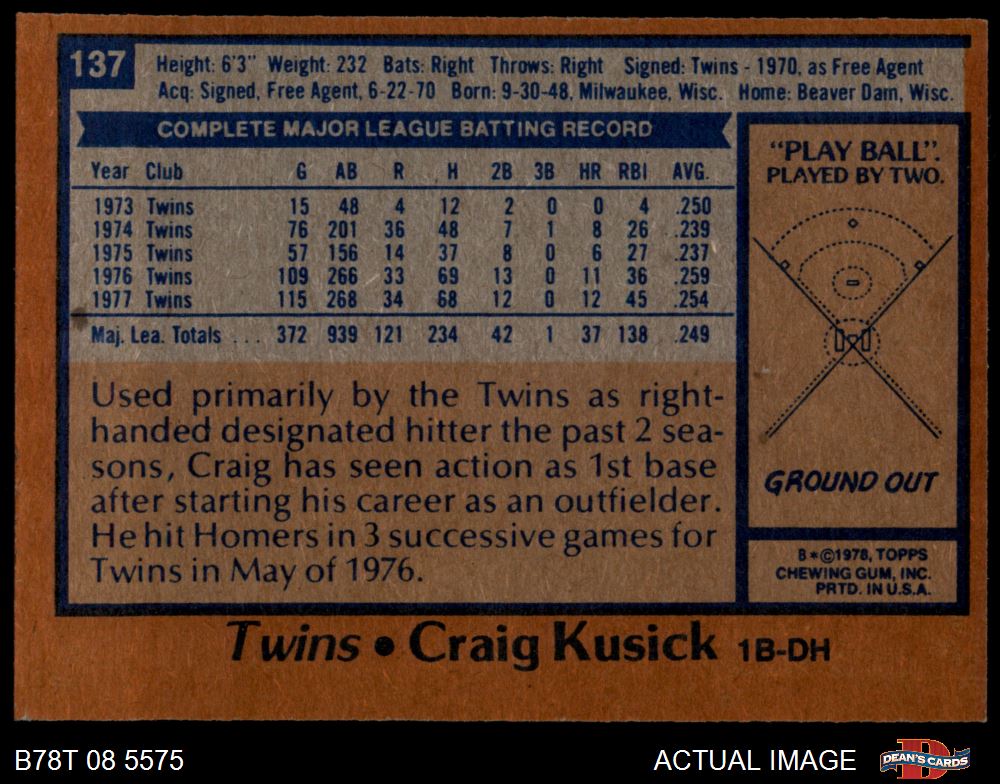 137
Height: 6'3" Weight: 232 Bats: Right Throws: Right Signed: Twins - 1970, as Free Agent
Acq: Signed, Free Agent, 6-22-70 Born: 9-30-48, Milwaukee, Wisc. Home: Beaver Dam, Wisc.
COMPLETE MAJOR LEAGUE BATTING RECORD
Year Club G AB R H 2B 3B HR RBI AVG.
1973 Twins 15 48 4 12 2 0 0 4 .250
1974 Twins 76 201 36 48 7 1 8 26 .239
1975 Twins 57 156 14 37 8 0 6 27 .237
1976 Twins 109 266 33 69 13 0 11 36 .259
1977 Twins 115 268 34 68 12 0 12 45 .254
Maj. Lea. Totals ... 372 939 121 234 42 1 37 138 .249
Used primarily by the Twins as right-
handed designated hitter the past 2 sea-
sons, Craig has seen action as 1st base
after starting his career as an outfielder.
He hit Homers in 3 successive games for
Twins in May of 1976.
"PLAY BALL".
PLAYED BY TWO.
GROUND OUT
B*©1978, TOPPS
CHEWING GUM, INC.
PRTD. IN U.S.A.
Twins • Craig Kusick 1B-DH
B78T 08 5575
ACTUAL IMAGE
DEAN'S CARDS